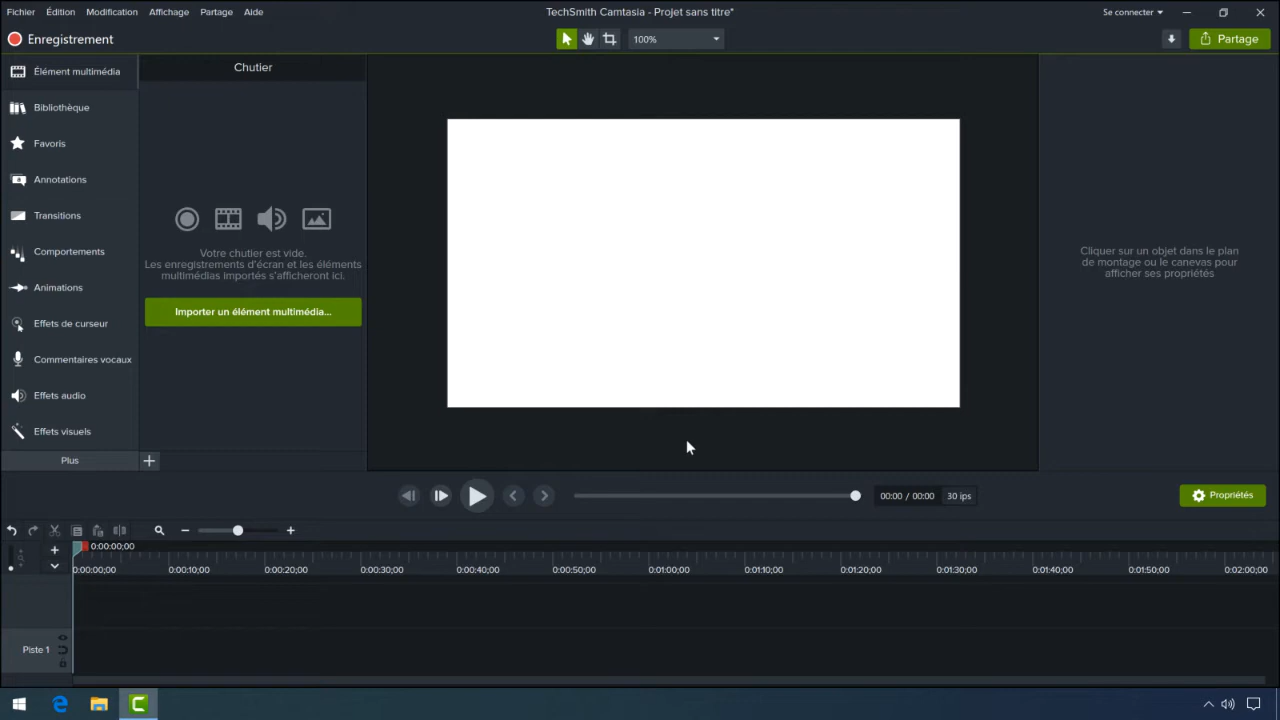 Fichier Édition Modification Affichage Partage Aide
TechSmith Camtasia - Projet sans titre*
Se connecter
Enregistrement
100%
Partage
Élément multimédia
Bibliothèque
Favoris
Annotations
Transitions
Comportements
Animations
Effets de curseur
Commentaires vocaux
Effets audio
Effets visuels
Plus
Chutier
Votre chutier est vide.
Les enregistrements d'écran et les éléments
multimédias importés s'afficheront ici.
Importer un élément multimédia...
Cliquer sur un objet dans le plan
de montage ou le canevas pour
afficher ses propriétés
00:00 / 00:00 30 ips
Propriétés
0:00:00;00
0:00:00;00 0:00:10;00 0:00:20;00 0:00:30;00 0:00:40;00 0:00:50;00 0:01:00;00 0:01:10;00 0:01:20;00 0:01:30;00 0:01:40;00 0:01:50;00 0:02:00;00
Piste 1